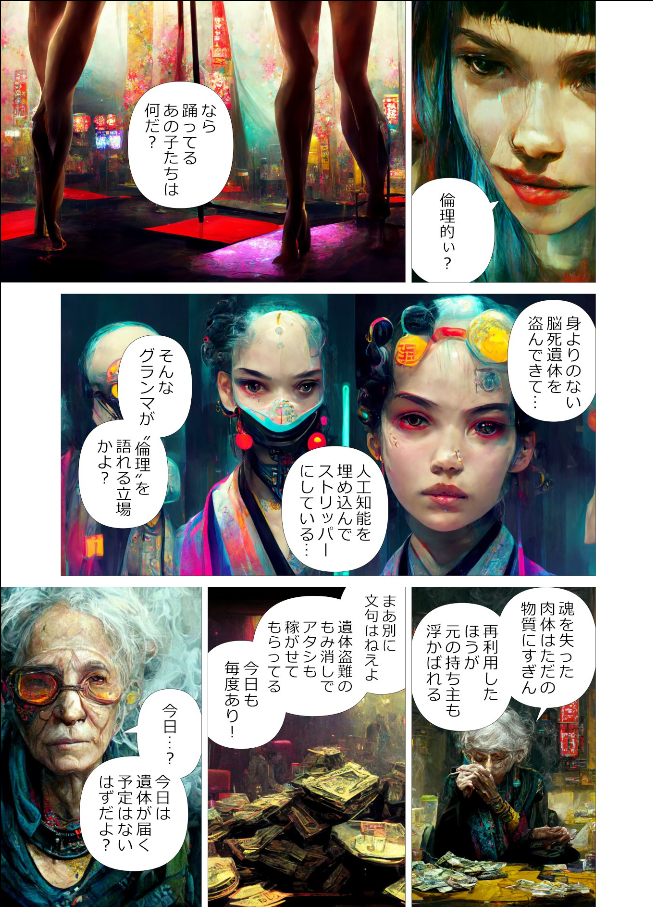 倫理的ぃ?
なら
踊ってる
あの子たちは
何だ?
身よりのない
脳死遺体を
盗んできて…
人工知能を
埋め込んで
ストリッパー
にしている…
そんな
グランマが
〝倫理〟を
語れる立場
かよ?
魂を失った
肉体はただの
物質にすぎん
再利用した
ほうが
元の持ち主も
浮かばれる
まあ別に
文句はねえよ
遺体盗難の
もみ消しで
アタシも
稼がせて
もらってる
今日も
毎度あり!
今日…?
今日は
遺体が届く
予定はない
はずだよ?